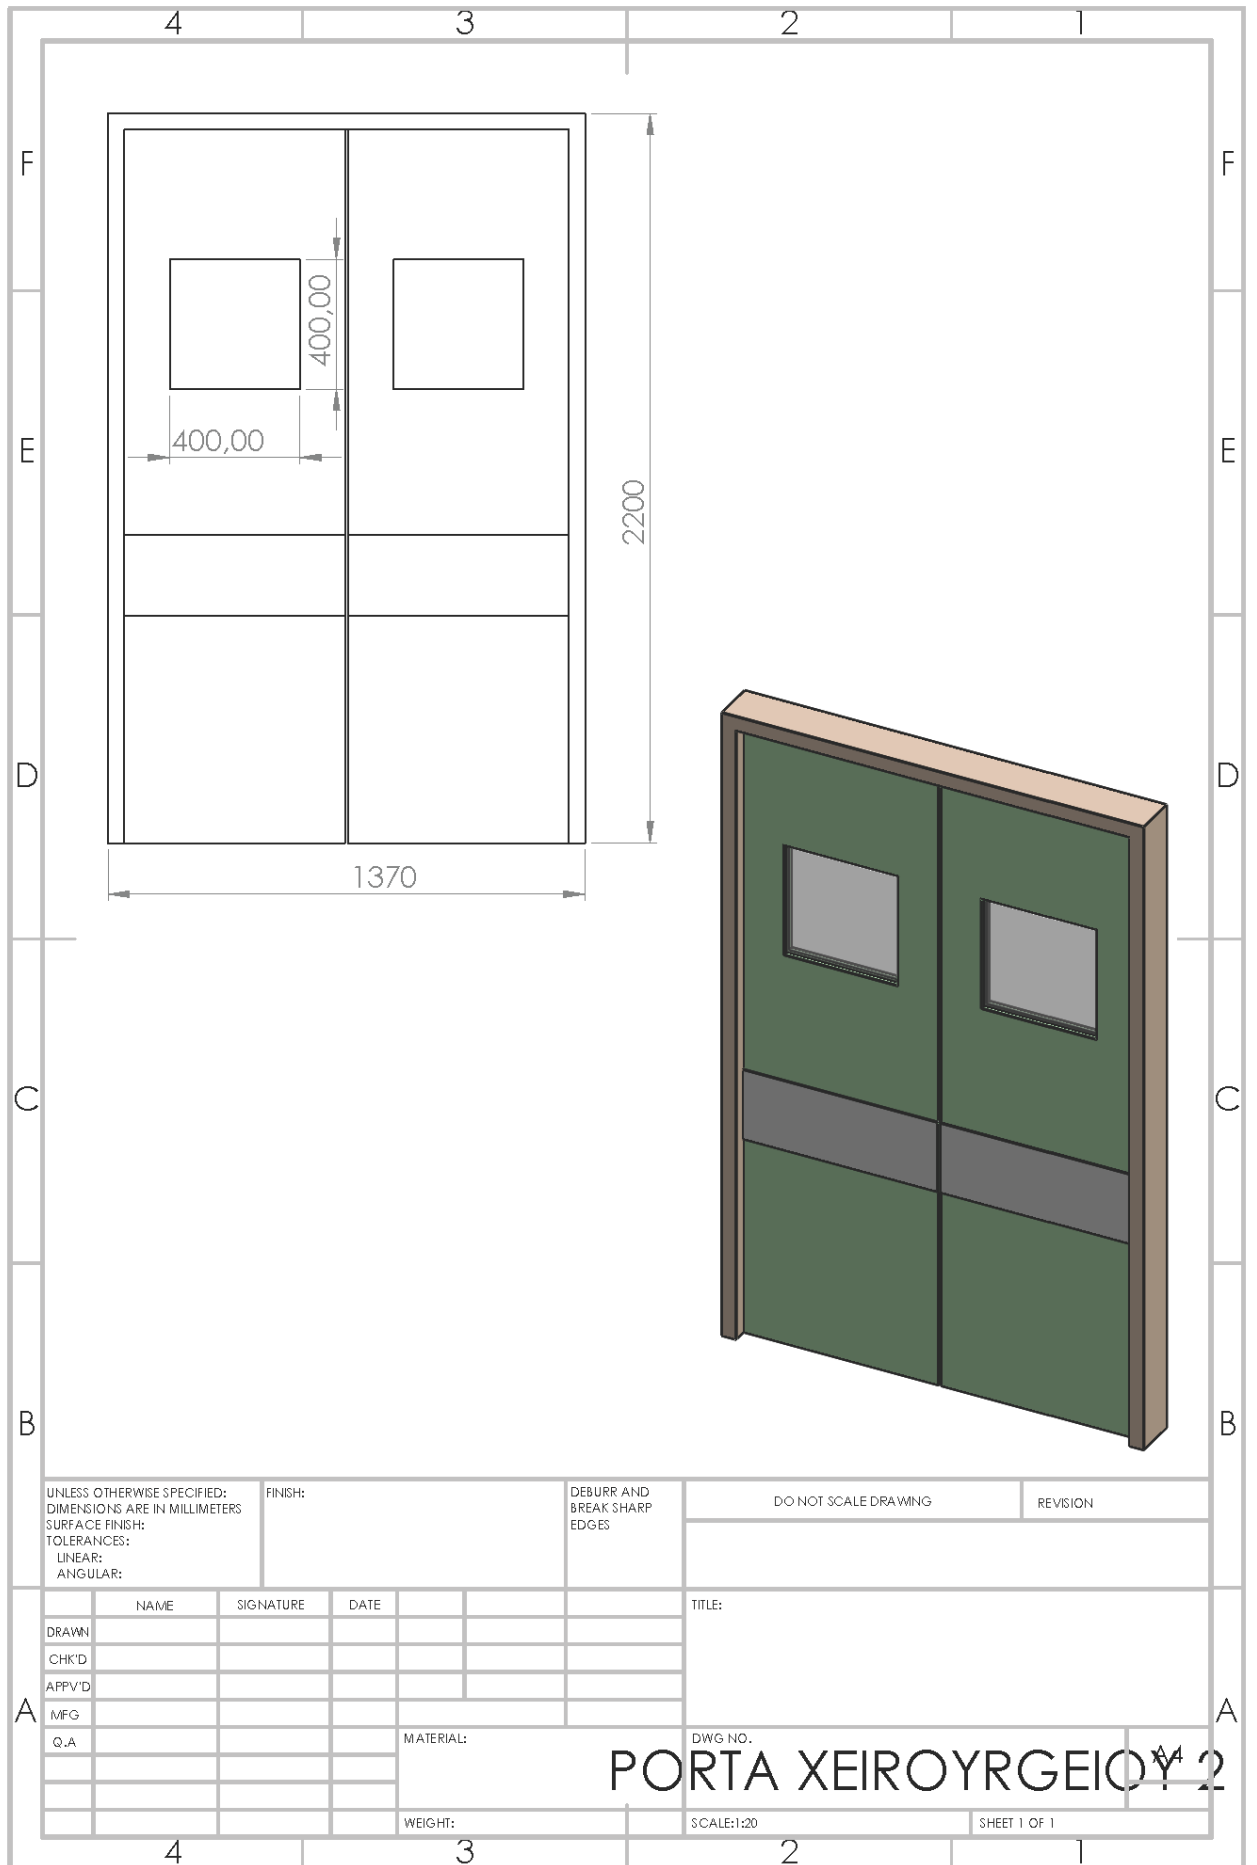 4 3 2 1
F F
400,00
400,00
E E
2200
D D
1370
C C
B B
UNLESS OTHERWISE SPECIFIED:
DIMENSIONS ARE IN MILLIMETERS
SURFACE FINISH:
TOLERANCES:
LINEAR:
ANGULAR:
FINISH:
DEBURR AND
BREAK SHARP
EDGES
DO NOT SCALE DRAWING
REVISION
NAME SIGNATURE DATE
TITLE:
DRAWN
CHK'D
APPV'D
MFG
Q.A
A A
MATERIAL:
DWG NO.
PORTA XEIROYRGEIOY 2
A4
WEIGHT:
SCALE:1:20
SHEET 1 OF 1
4 3 2 1